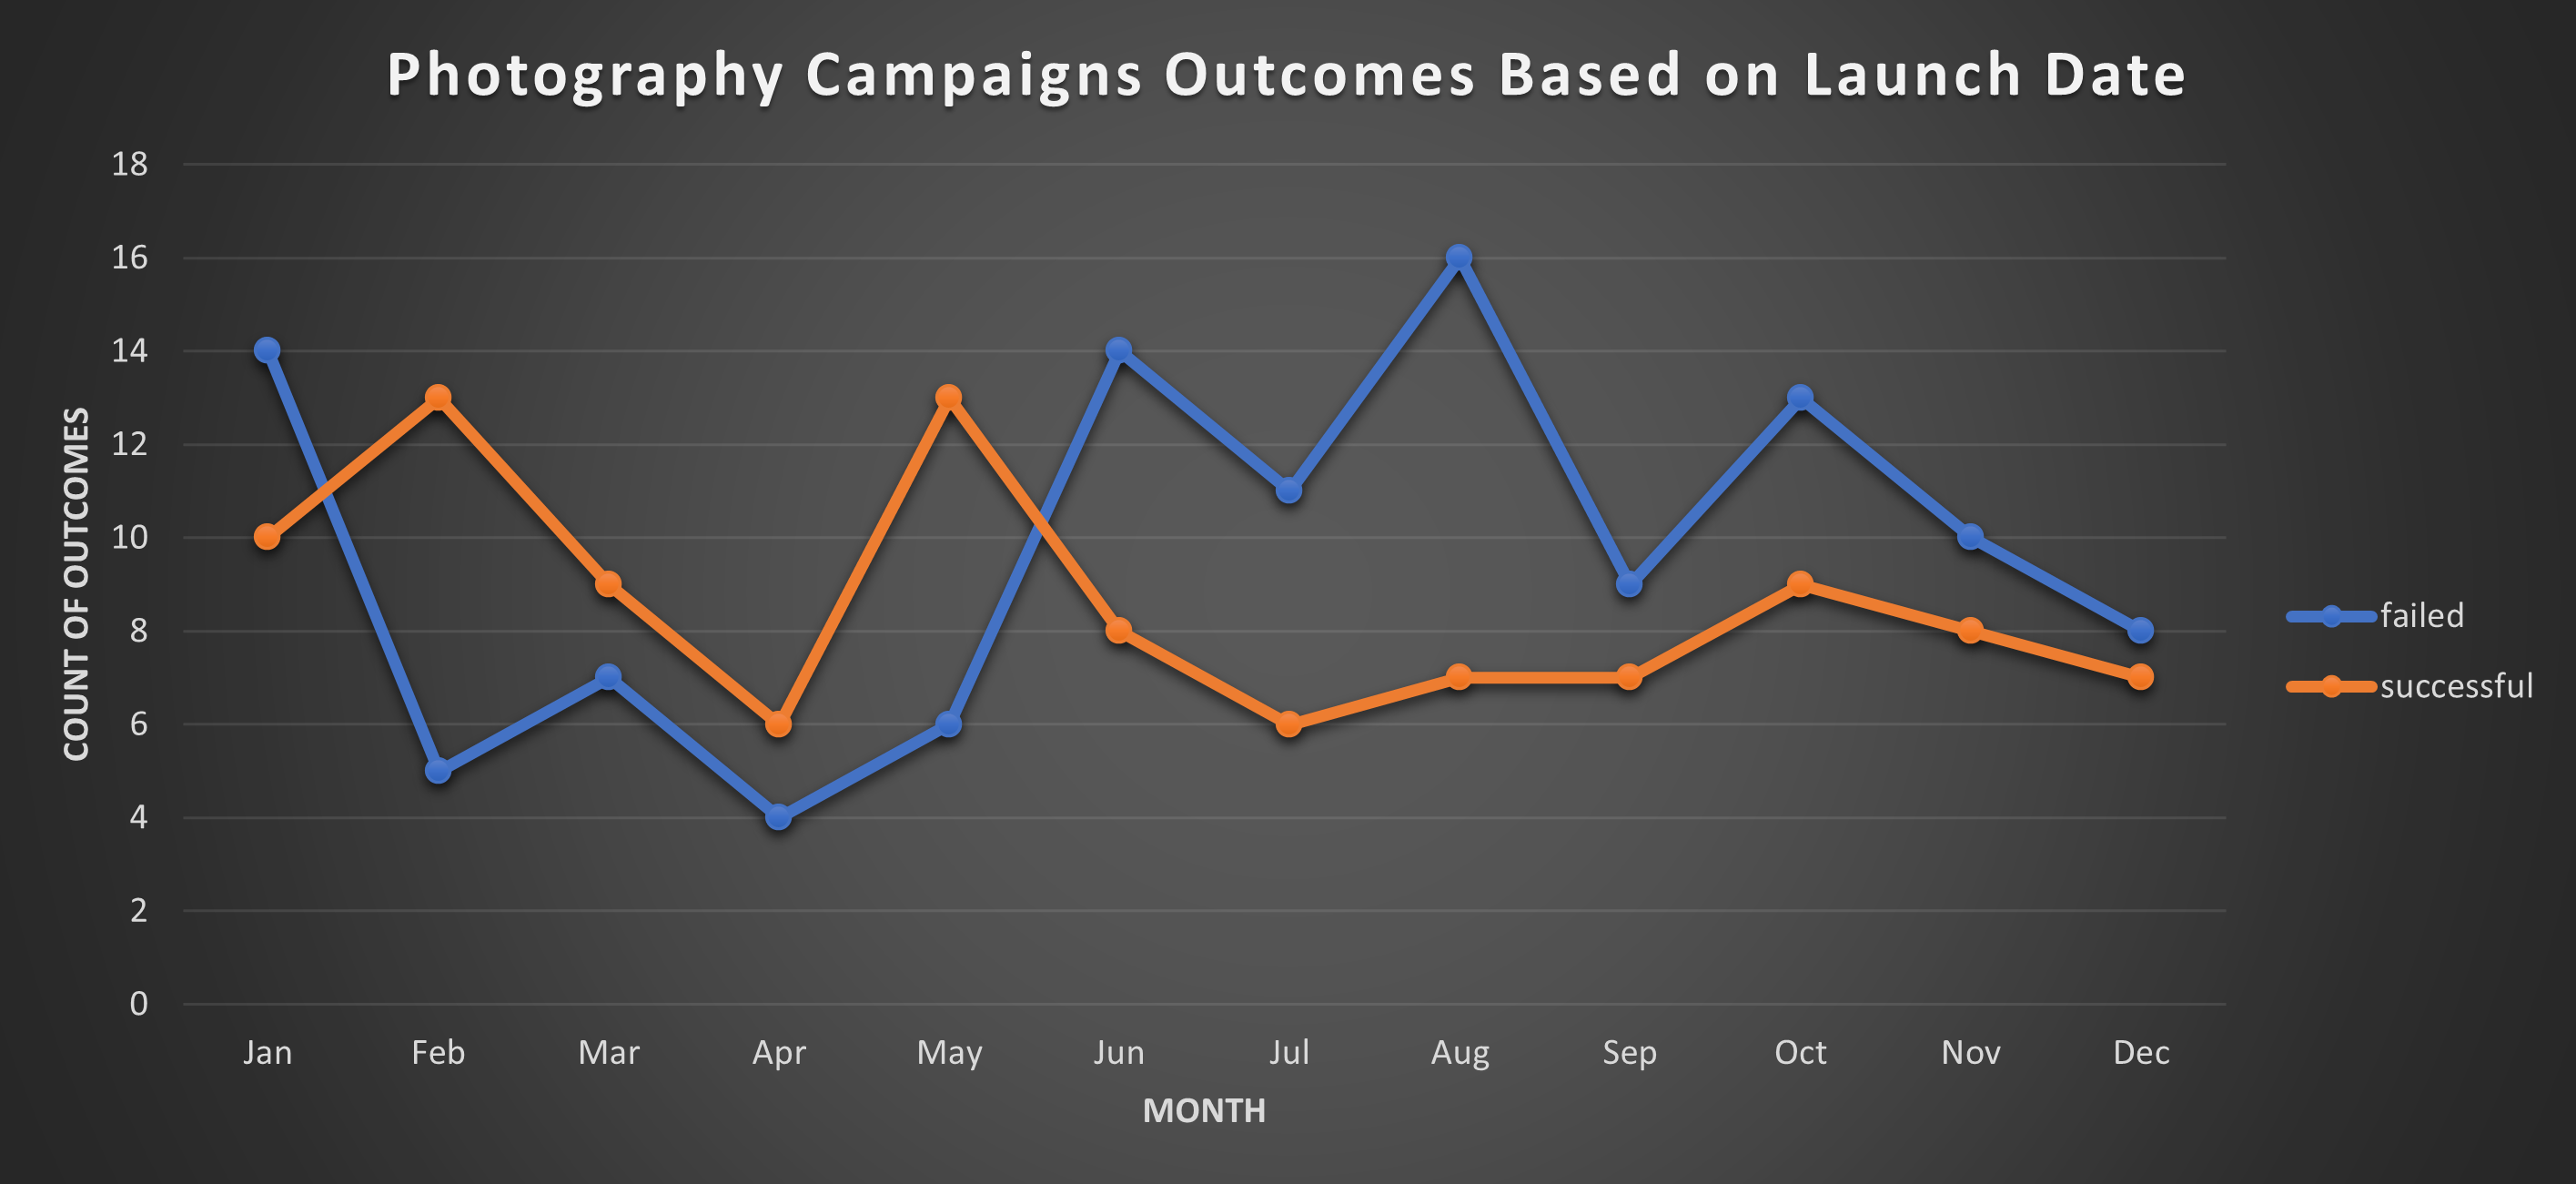 Photography Campaigns Outcomes Based on Launch Date
18
16
14
12
10
8
6
4
2
0
COUNT OF OUTCOMES
Jan Feb Mar Apr May Jun Jul Aug Sep Oct Nov Dec
MONTH
failed
successful